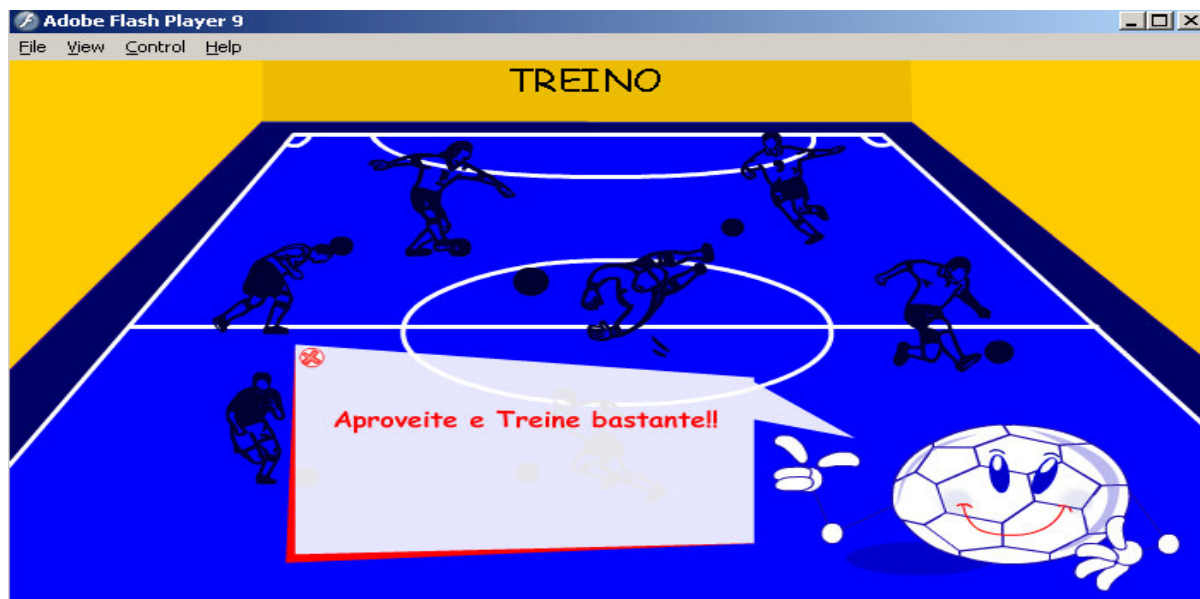 Adobe Flash Player 9
File View Control Help
TREINO
Aproveite e Treine bastante!!